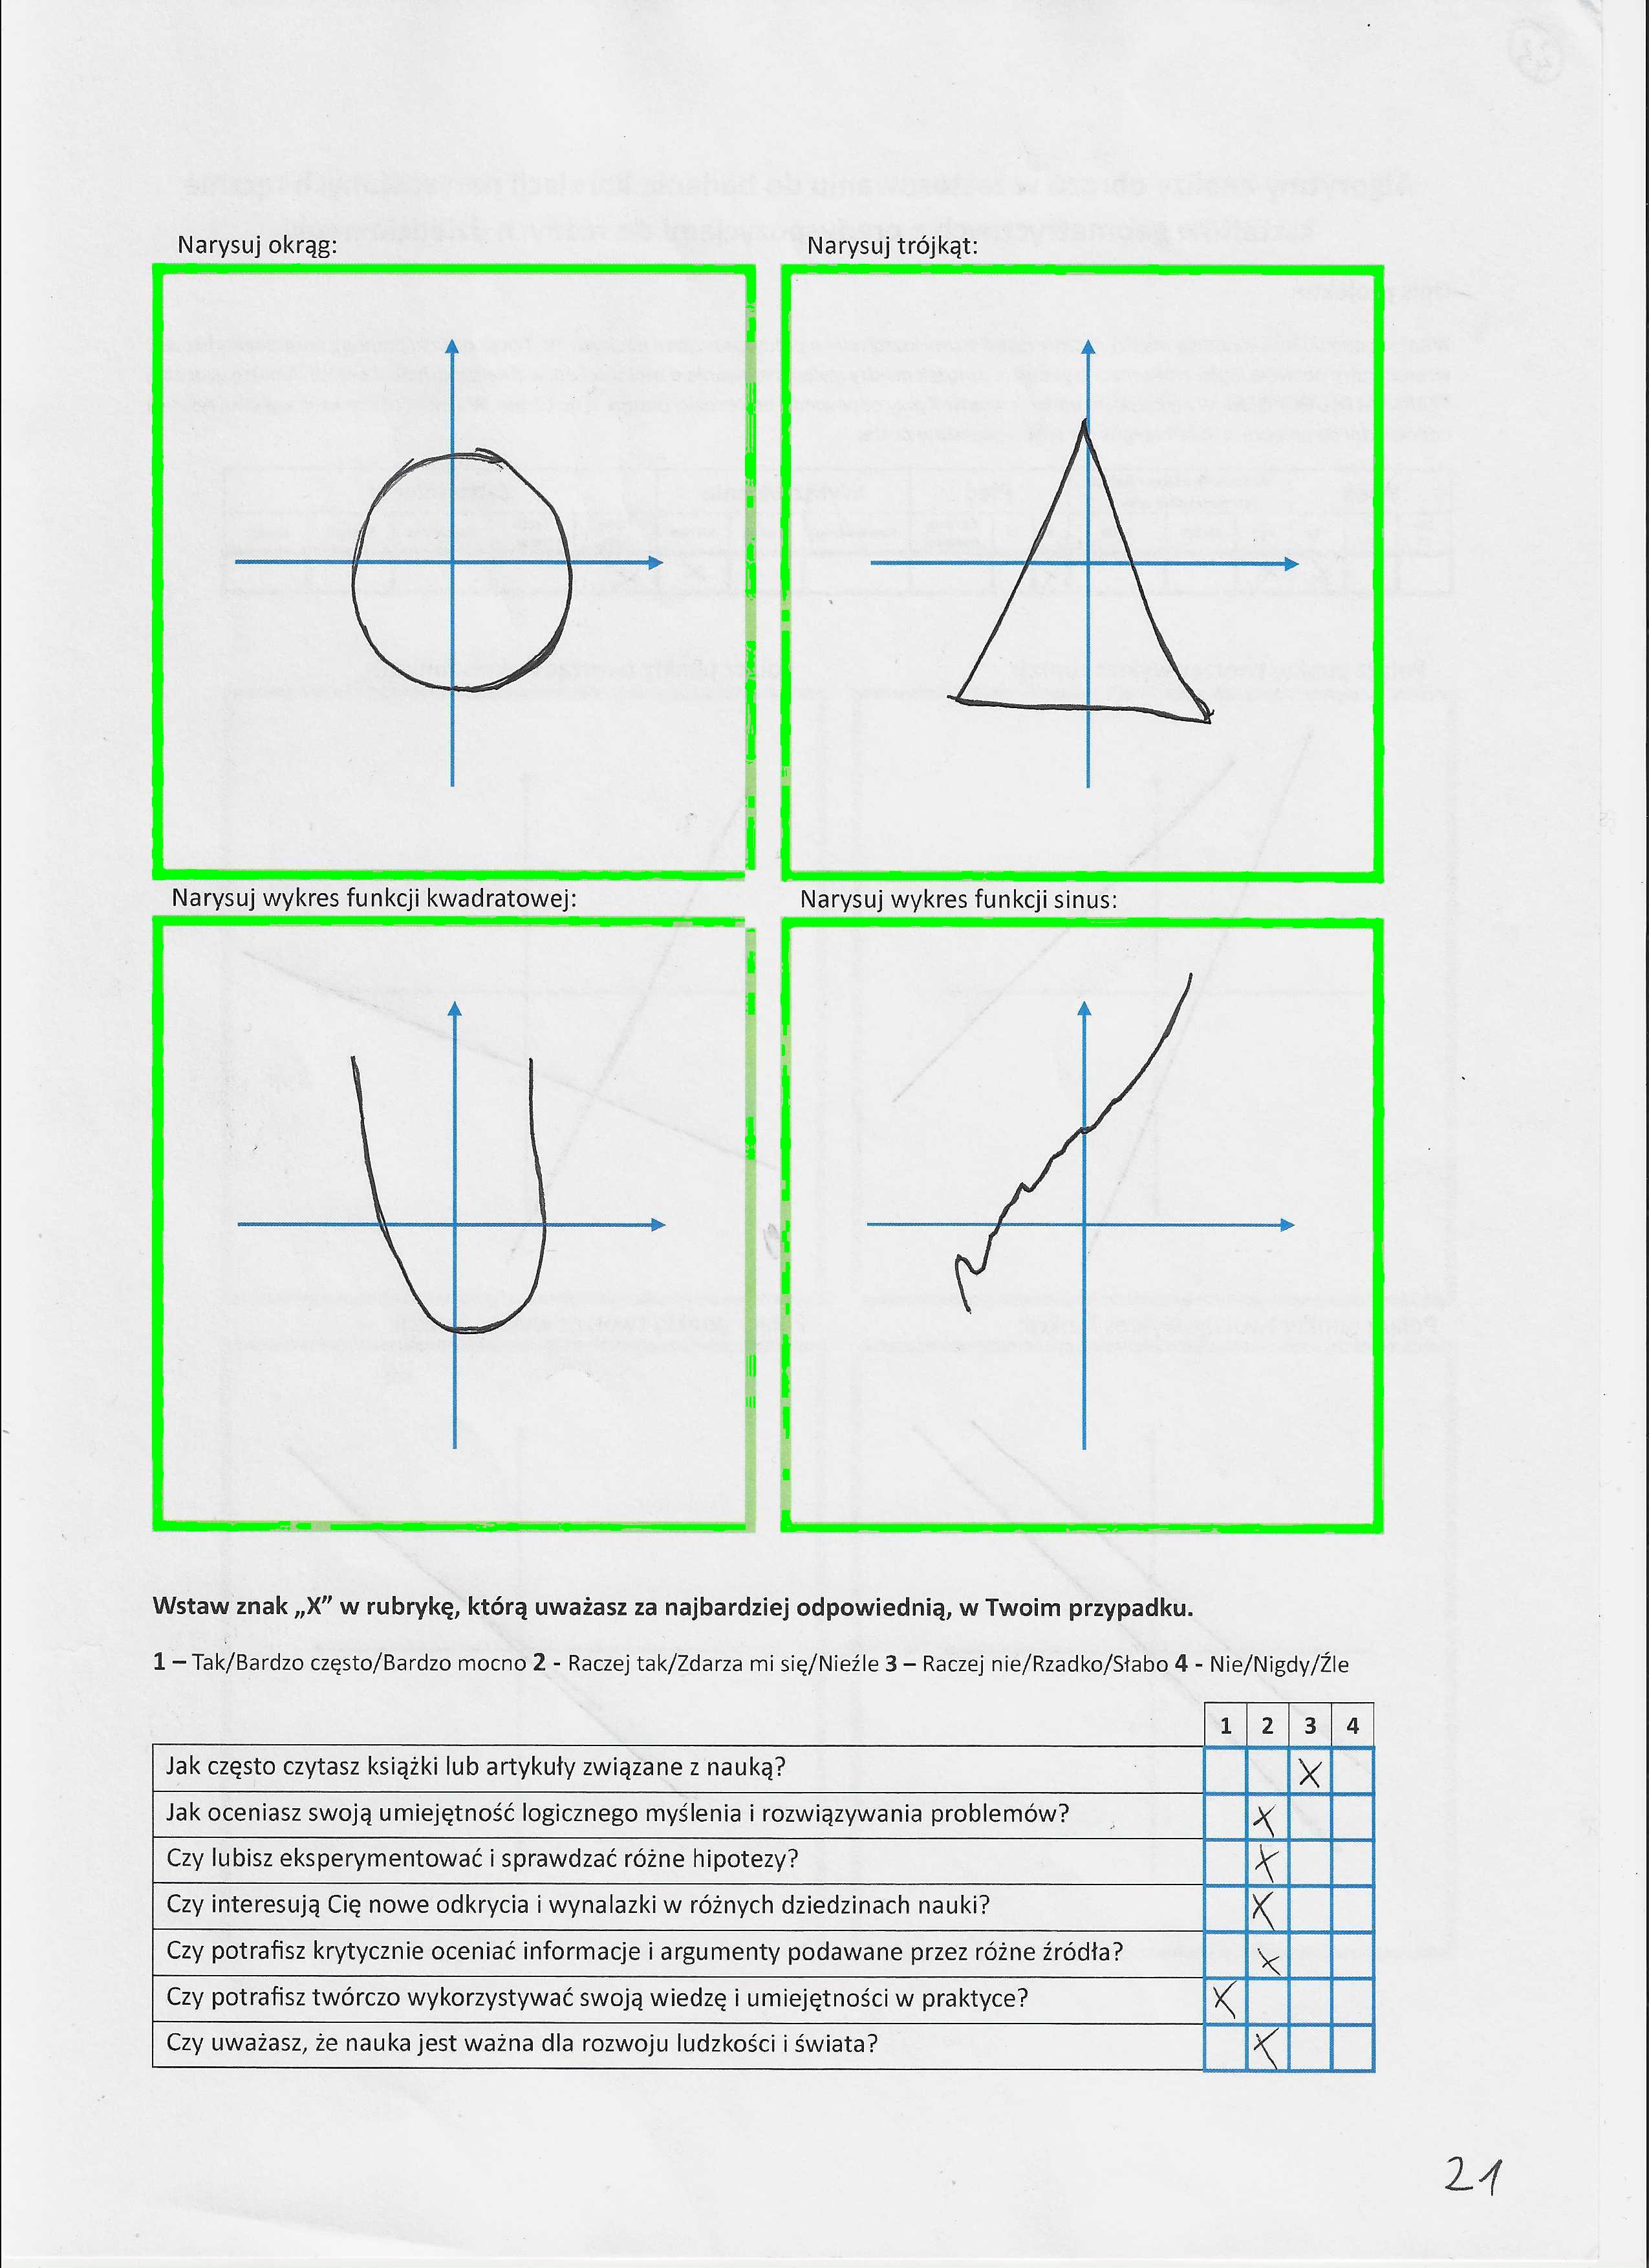 Narysuj okrąg:
Narysuj trójkąt:
Narysuj wykres funkcji kwadratowej:
Narysuj wykres funkcji sinus:
Wstaw znak „X” w rubrykę, którą uważasz za najbardziej odpowiednią, w Twoim przypadku.
1 – Tak/Bardzo często/Bardzo mocno 2 - Raczej tak/Zdarza mi się/Nieźle 3 – Raczej nie/Rzadko/Słabo 4 - Nie/Nigdy/Źle
1 2 3 4
Jak często czytasz książki lub artykuły związane z nauką? X
Jak oceniasz swoją umiejętność logicznego myślenia i rozwiązywania problemów? X
Czy lubisz eksperymentować i sprawdzać różne hipotezy? X
Czy interesują Cię nowe odkrycia i wynalazki w różnych dziedzinach nauki? X
Czy potrafisz krytycznie oceniać informacje i argumenty podawane przez różne źródła? X
Czy potrafisz twórczo wykorzystywać swoją wiedzę i umiejętności w praktyce? X
Czy uważasz, że nauka jest ważna dla rozwoju ludzkości i świata? X
21